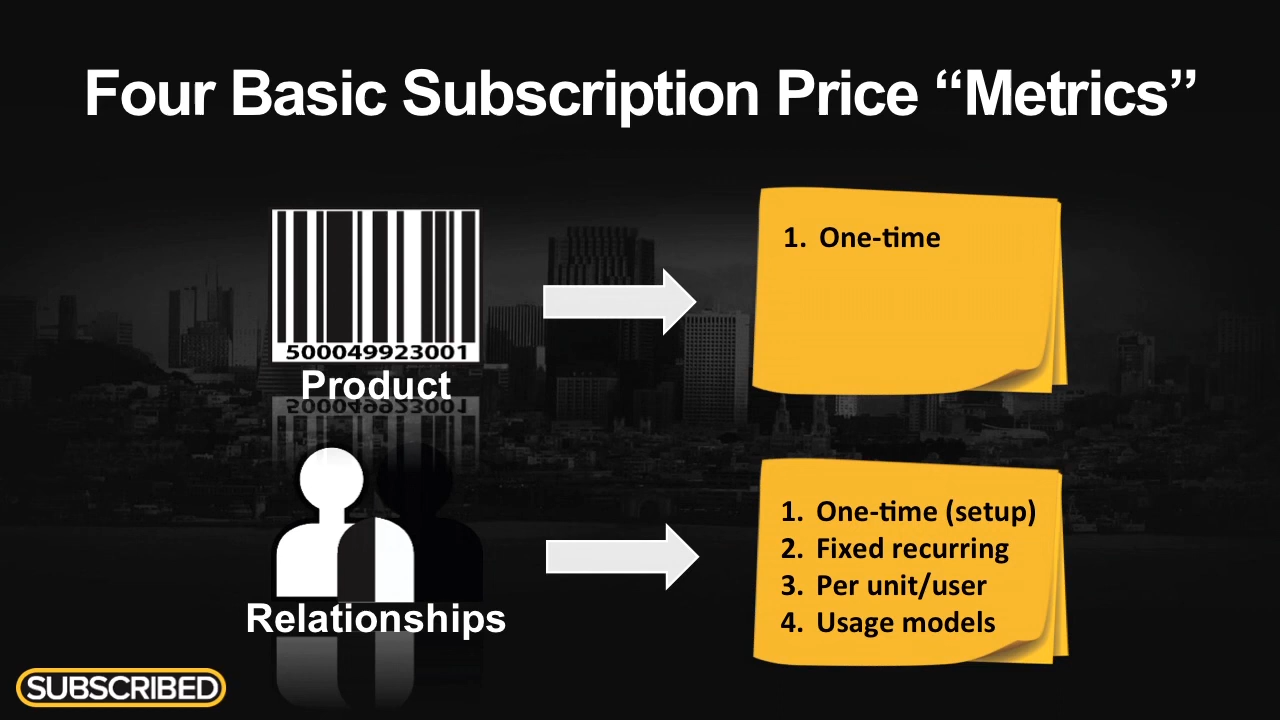 Four Basic Subscription Price “Metrics”
500049923001
Product
1. One-time
500049923001
Relationships
1. One-time (setup)
2. Fixed recurring
3. Per unit/user
4. Usage models
SUBSCRIBED